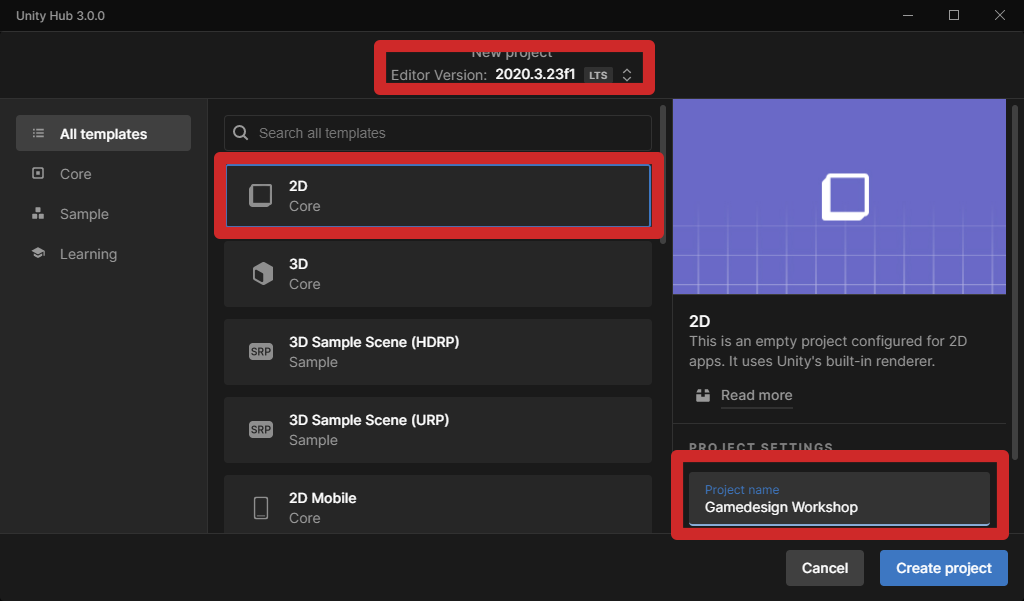 Unity Hub 3.0.0
New project
Editor Version: 2020.3.23f1 LTS
All templates
Core
Sample
Learning
Search all templates
2D
Core
3D
Core
SRP
3D Sample Scene (HDRP)
Sample
SRP
3D Sample Scene (URP)
Sample
2D Mobile
Core
2D
This is an empty project configured for 2D
apps. It uses Unity's built-in renderer.
Read more
PROJECT SETTINGS
Project name
Gamedesign Workshop
Cancel
Create project